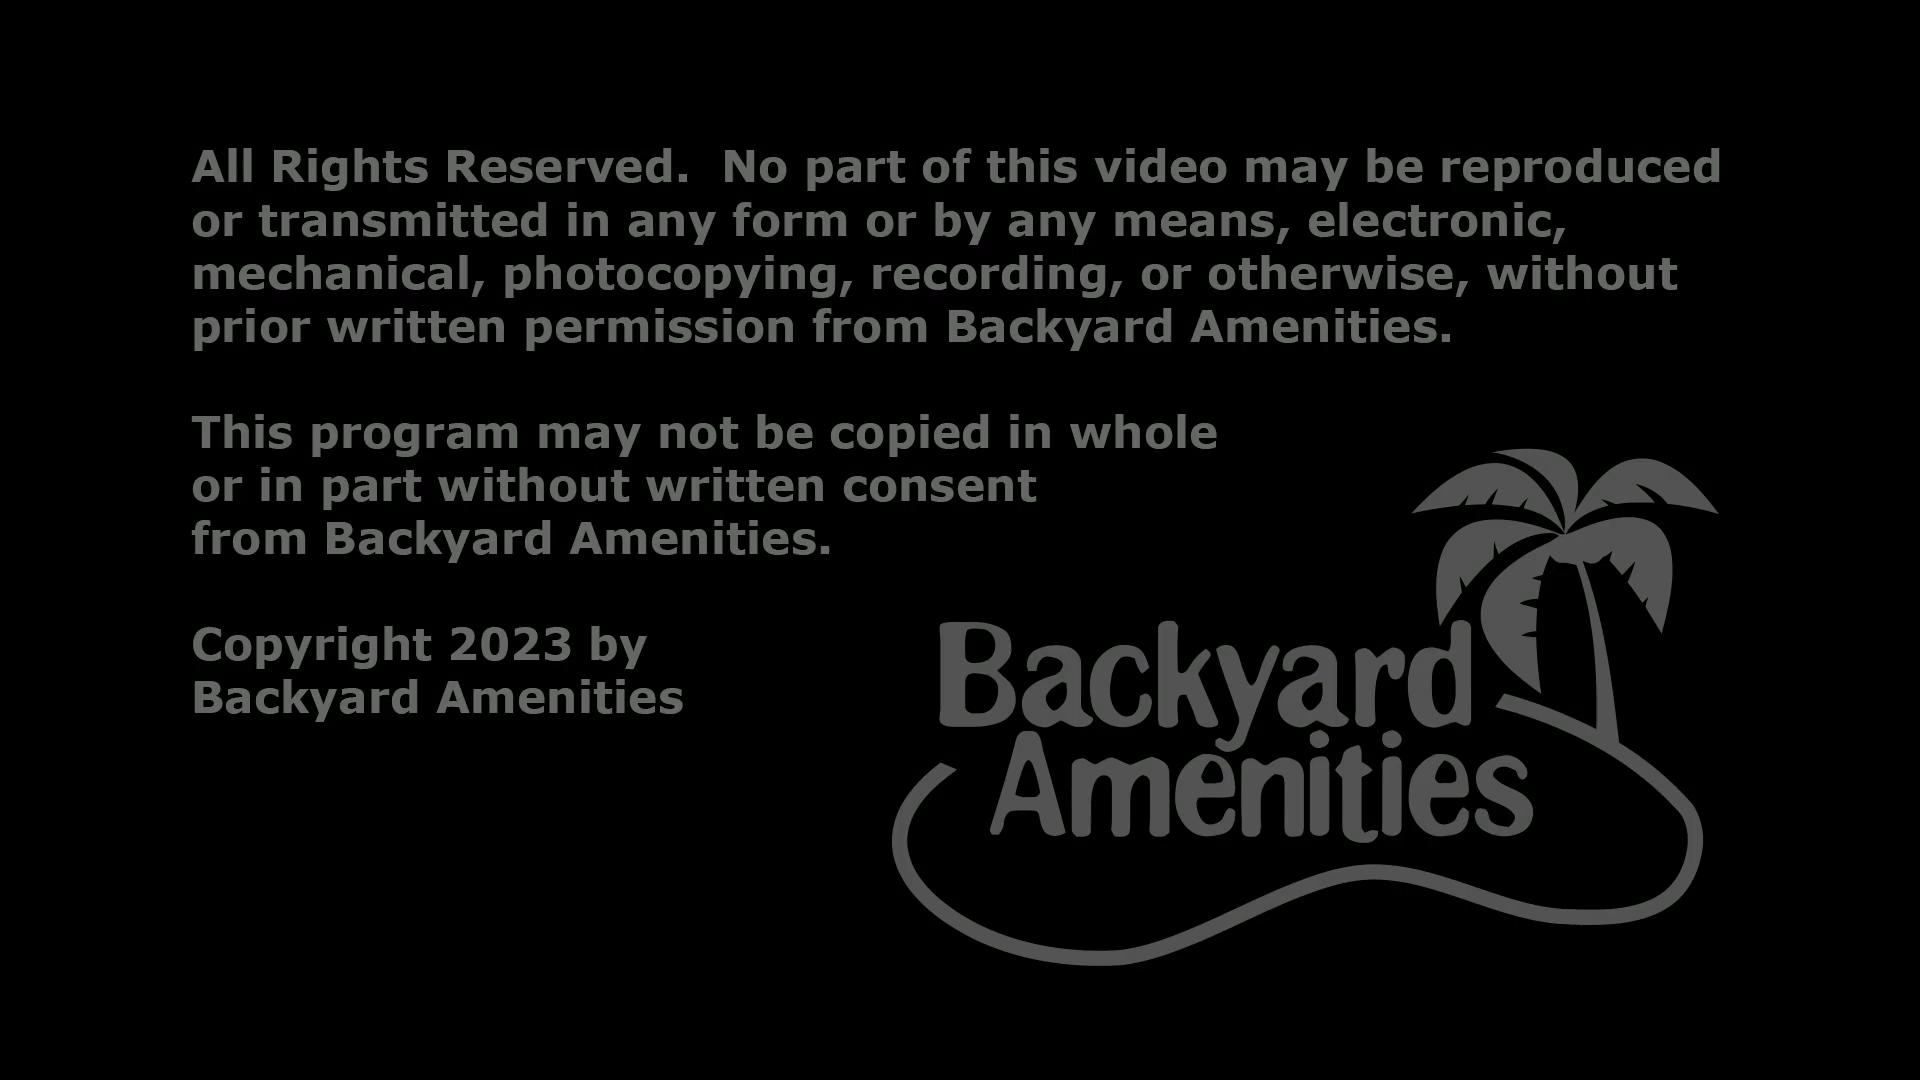 All Rights Reserved.  No part of this video may be reproduced
or transmitted in any form or by any means, electronic,
mechanical, photocopying, recording, or otherwise, without
prior written permission from Backyard Amenities.
This program may not be copied in whole
or in part without written consent
from Backyard Amenities.
Copyright 2023 by
Backyard Amenities
Backyard
Amenities